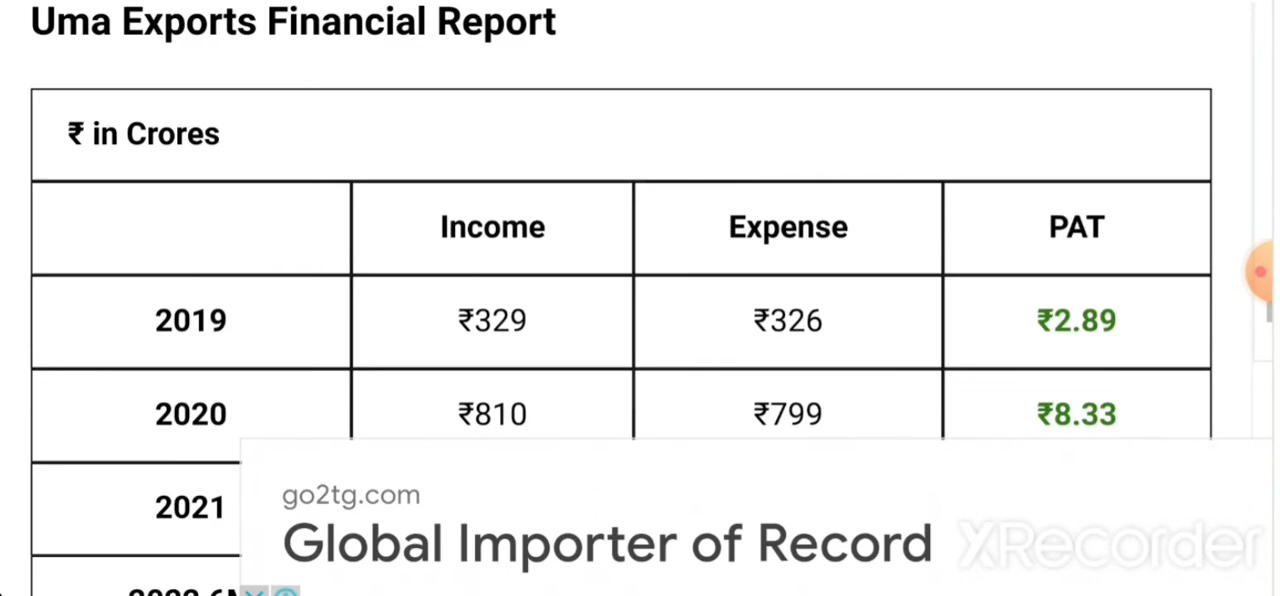 Uma Exports Financial Report
₹ in Crores
Income Expense PAT
2019 ₹329 ₹326 ₹2.89
2020 ₹810 ₹799 ₹8.33
2021
go2tg.com
Global Importer of Record
XRecorder